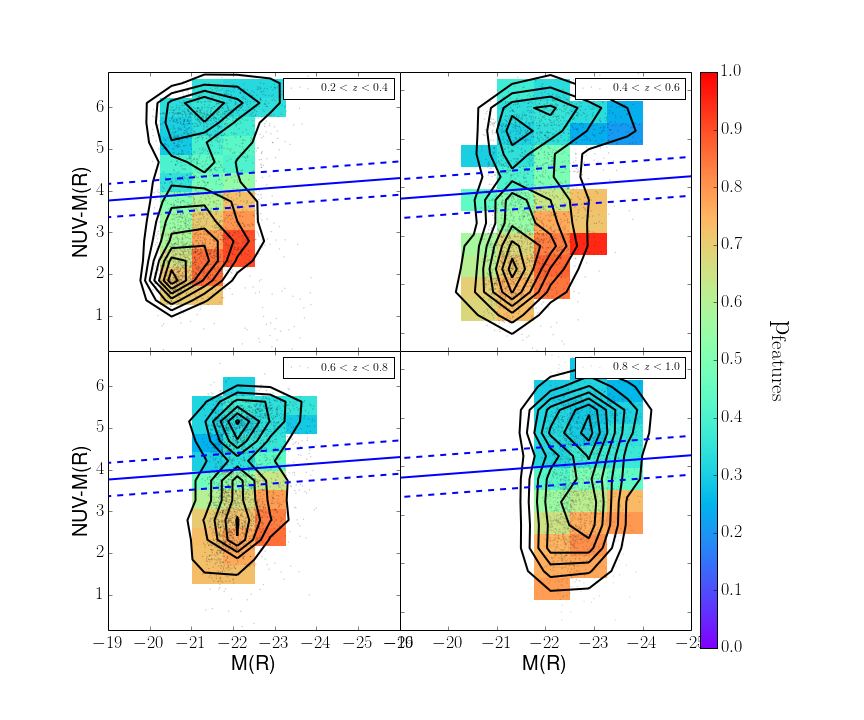 0.2 < z < 0.4
0.4 < z < 0.6
6
5
4
3
2
1
NUV-M(R)
0.6 < z < 0.8
0.8 < z < 1.0
6
5
4
3
2
1
NUV-M(R)
−19 −20 −21 −22 −23 −24 −25
M(R)
−20 −21 −22 −23 −24 −25
M(R)
1.0
0.9
0.8
0.7
0.6
0.5
0.4
0.3
0.2
0.1
0.0
pfeatures